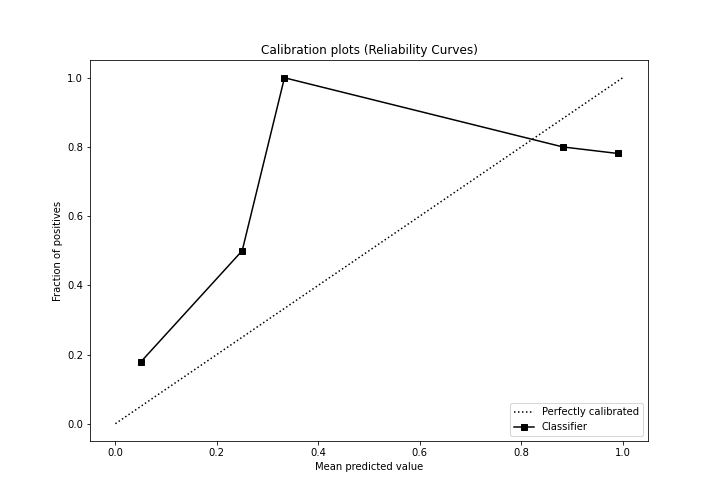 Calibration plots (Reliability Curves)
1.0
0.8
0.6
0.4
0.2
0.0
Fraction of positives
0.0 0.2 0.4 0.6 0.8 1.0
Mean predicted value
Perfectly calibrated
Classifier